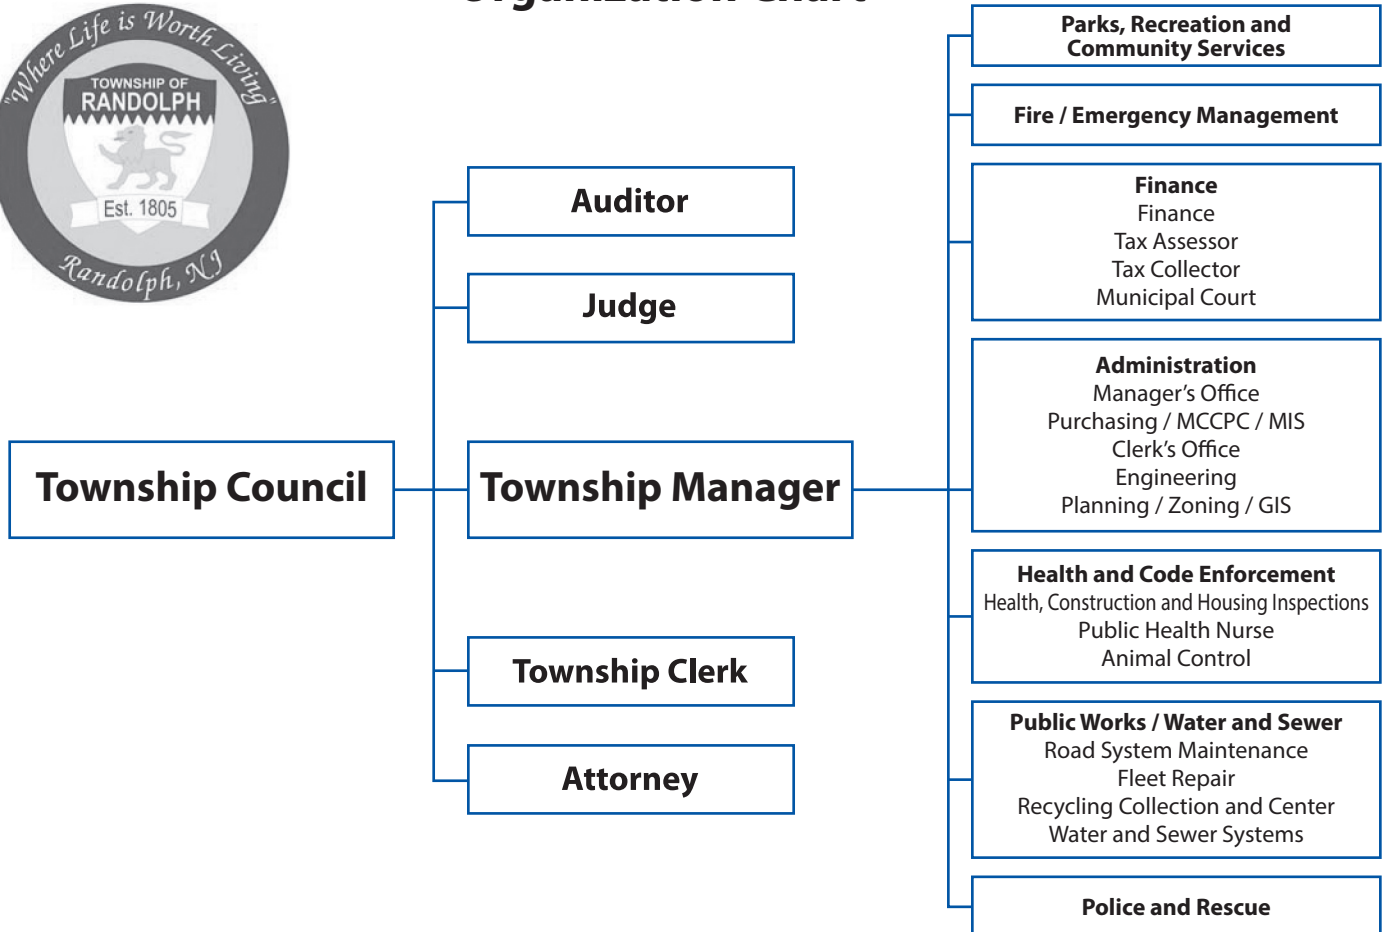 Organization Chart
"Where Life is Worth Living"
TOWNSHIP OF
RANDOLPH
Est. 1805
Randolph, NJ
Township Council
Auditor
Judge
Township Manager
Township Clerk
Attorney
Parks, Recreation and
Community Services
Fire / Emergency Management
Finance
Finance
Tax Assessor
Tax Collector
Municipal Court
Administration
Manager's Office
Purchasing / MCCPC / MIS
Clerk's Office
Engineering
Planning / Zoning / GIS
Health and Code Enforcement
Health, Construction and Housing Inspections
Public Health Nurse
Animal Control
Public Works / Water and Sewer
Road System Maintenance
Fleet Repair
Recycling Collection and Center
Water and Sewer Systems
Police and Rescue